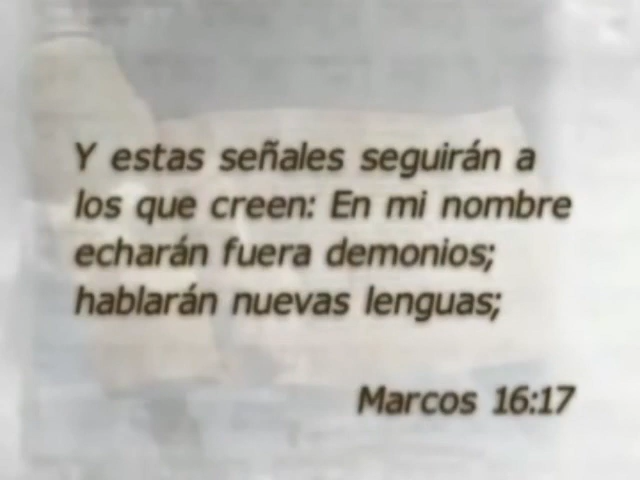 Y estas señales seguirán a
los que creen: En mi nombre
echarán fuera demonios;
hablarán nuevas lenguas;
Marcos 16:17